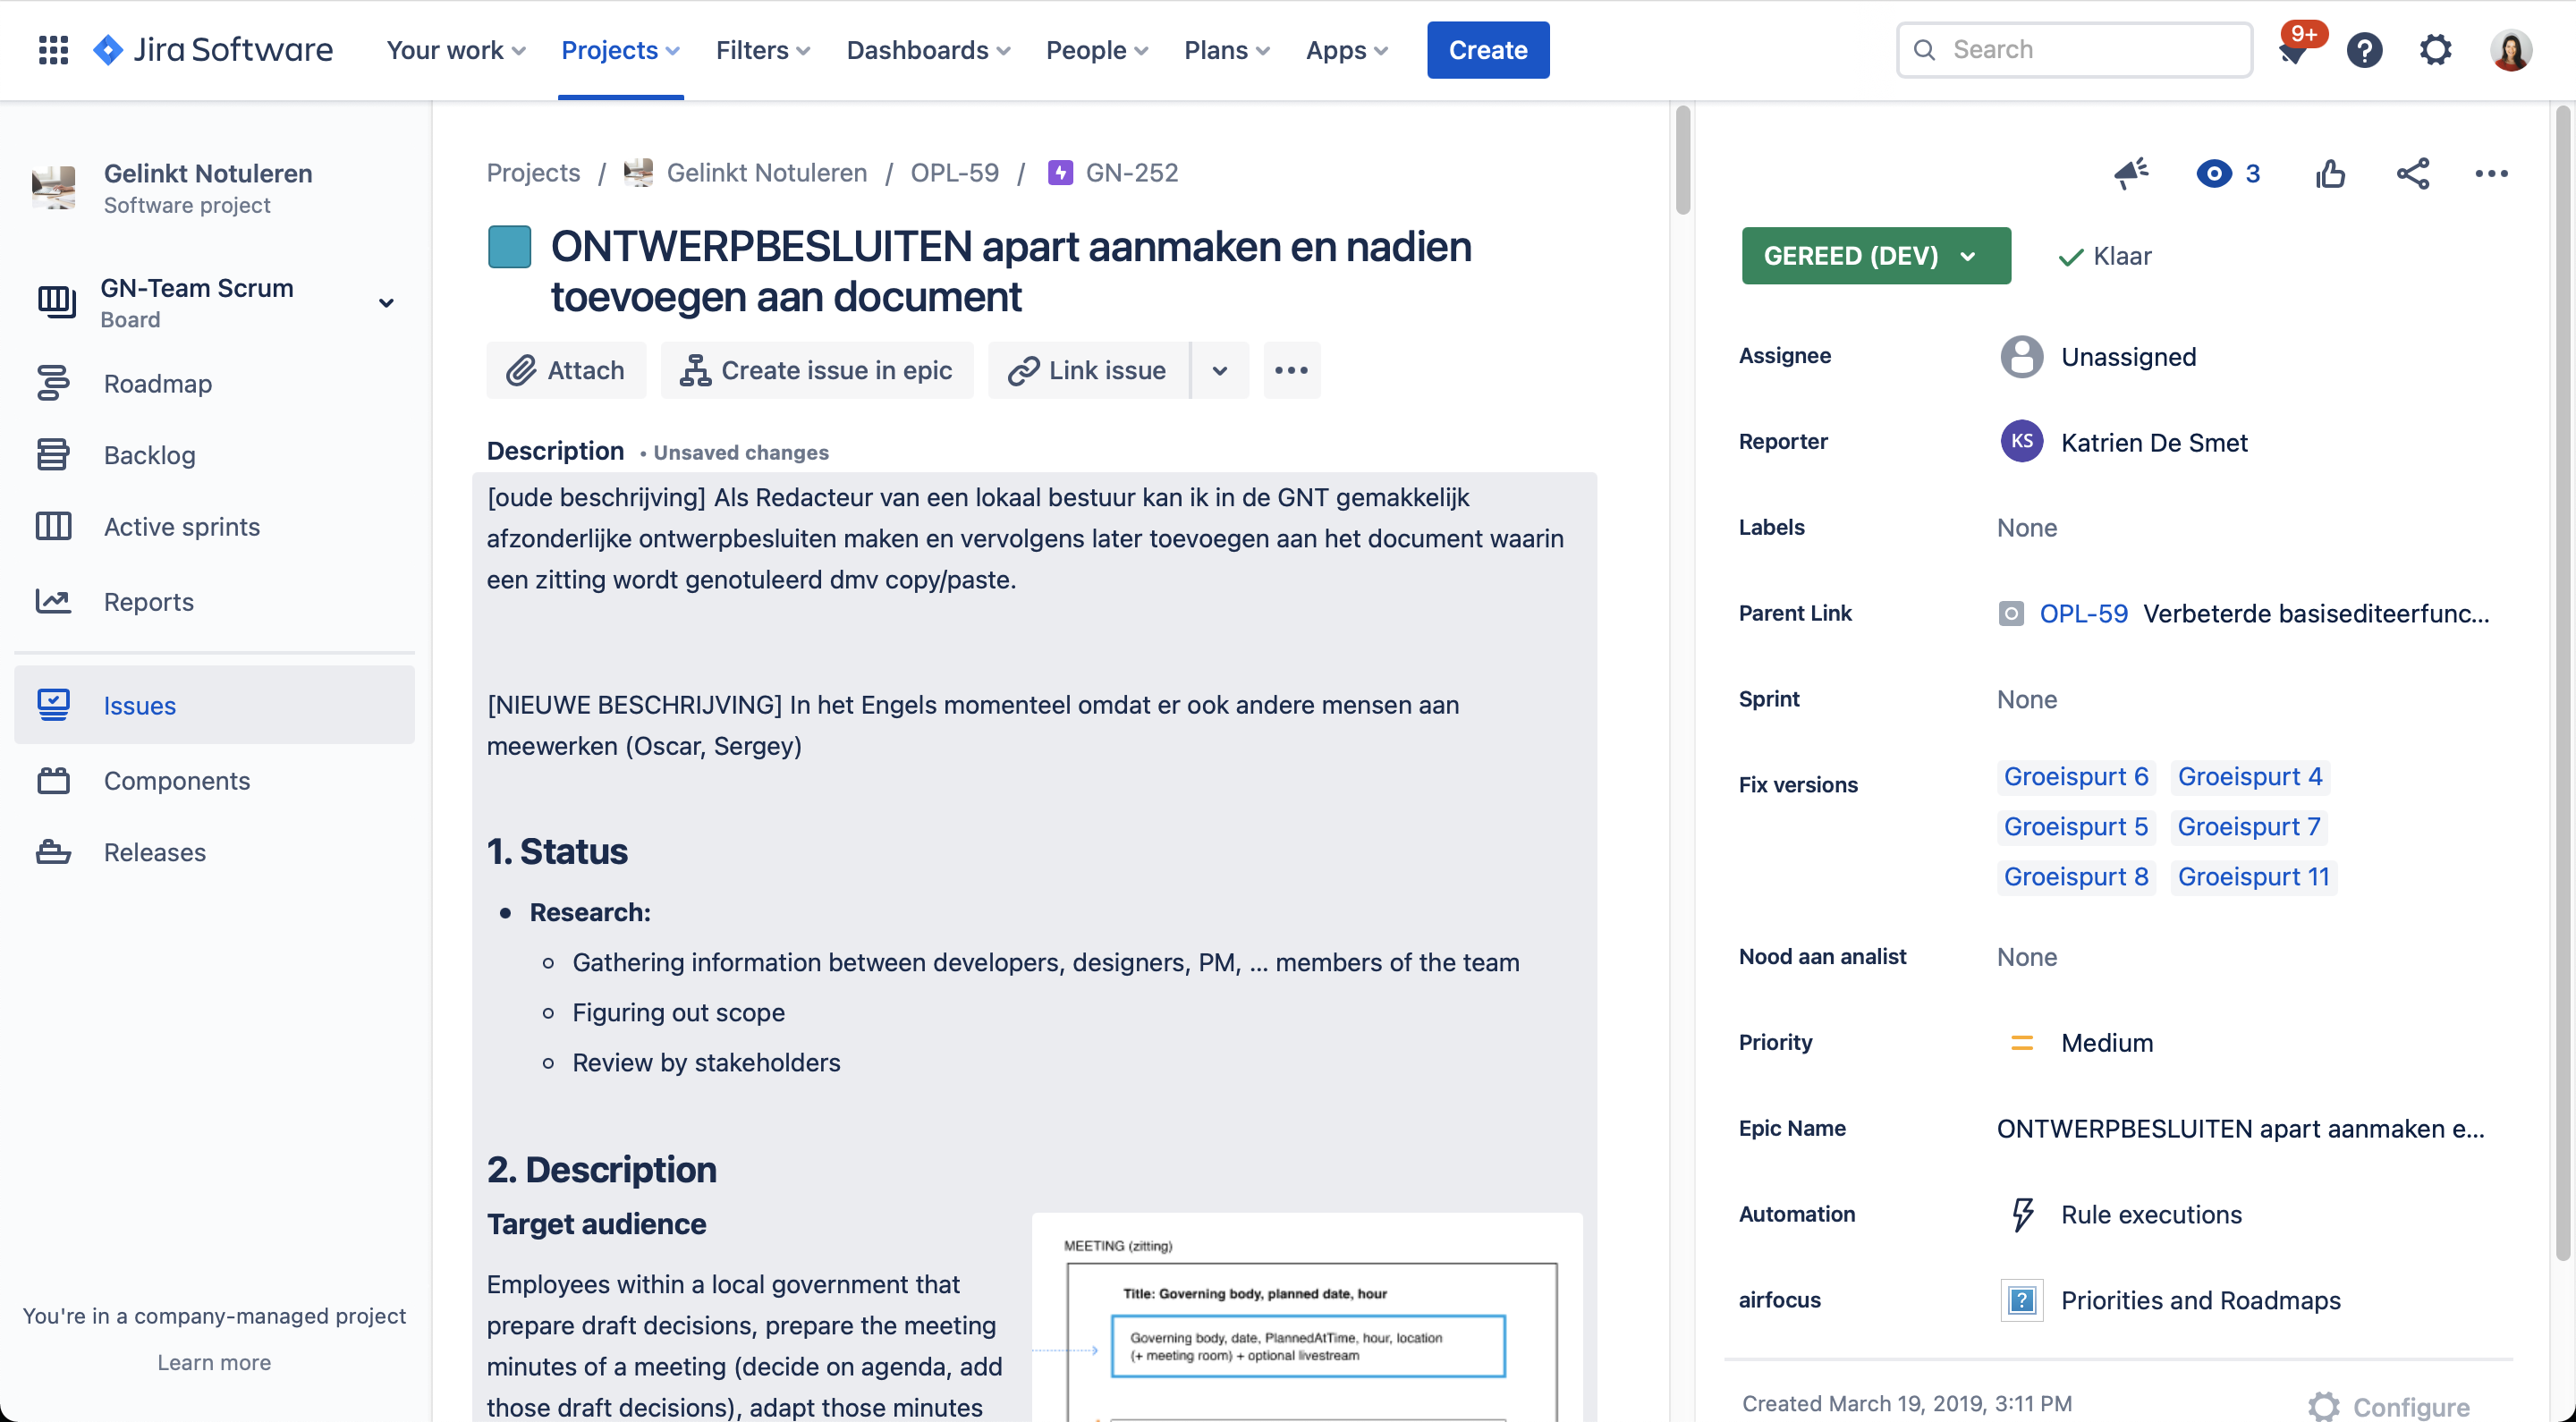 Jira Software
Your work
Projects
Filters
Dashboards
People
Plans
Apps
Create
Search
9+
Gelinkt Notuleren
Software project
GN-Team Scrum
Board
Roadmap
Backlog
Active sprints
Reports
Issues
Components
Releases
You're in a company-managed project
Learn more
Projects / Gelinkt Notuleren / OPL-59 / GN-252
ONTWERPBESLUITEN apart aanmaken en nadien
toevoegen aan document
Attach
Create issue in epic
Link issue
Description • Unsaved changes
[oude beschrijving] Als Redacteur van een lokaal bestuur kan ik in de GNT gemakkelijk
afzonderlijke ontwerpbesluiten maken en vervolgens later toevoegen aan het document waarin
een zitting wordt genotuleerd dmv copy/paste.
[NIEUWE BESCHRIJVING] In het Engels momenteel omdat er ook andere mensen aan
meewerken (Oscar, Sergey)
1. Status
• Research:
Gathering information between developers, designers, PM, ... members of the team
Figuring out scope
Review by stakeholders
2. Description
Target audience
Employees within a local government that
prepare draft decisions, prepare the meeting
minutes of a meeting (decide on agenda, add
those draft decisions), adapt those minutes
MEETING (zitting)
Title: Governing body, planned date, hour
Governing body, date, PlannedAtTime, hour, location
(+ meeting room) + optional livestream
3
GEREED (DEV)
Klaar
Assignee
Unassigned
Reporter
KS
Katrien De Smet
Labels
None
Parent Link
OPL-59 Verbeterde basisediteerfunc...
Sprint
None
Fix versions
Groeispurt 6 Groeispurt 4
Groeispurt 5 Groeispurt 7
Groeispurt 8 Groeispurt 11
Nood aan analist
None
Priority
Medium
Epic Name
ONTWERPBESLUITEN apart aanmaken e...
Automation
Rule executions
airfocus
?
Priorities and Roadmaps
Created March 19, 2019, 3:11 PM
Configure